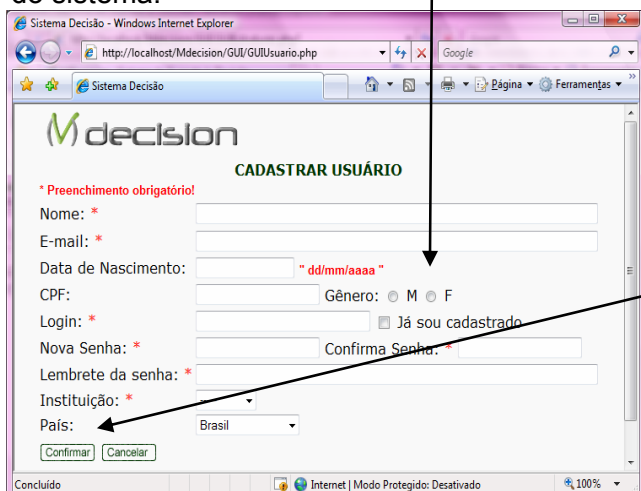 do sistema.
Sistema Decisão - Windows Internet Explorer
http://localhost/Mdecision/GUI/GUIUsuario.php
Google
Sistema Decisão
Página Ferramentas »
M decision
CADASTRAR USUÁRIO
* Preenchimento obrigatório!
Nome: *
E-mail: *
Data de Nascimento: " dd/mm/aaaa "
CPF: Gênero: M F
Login: * Já sou cadastrado
Nova Senha: * Confirma Senha: *
Lembrete da senha: *
Instituição: * --
País: Brasil
Confirmar Cancelar
Concluído Internet | Modo Protegido: Desativado 100%